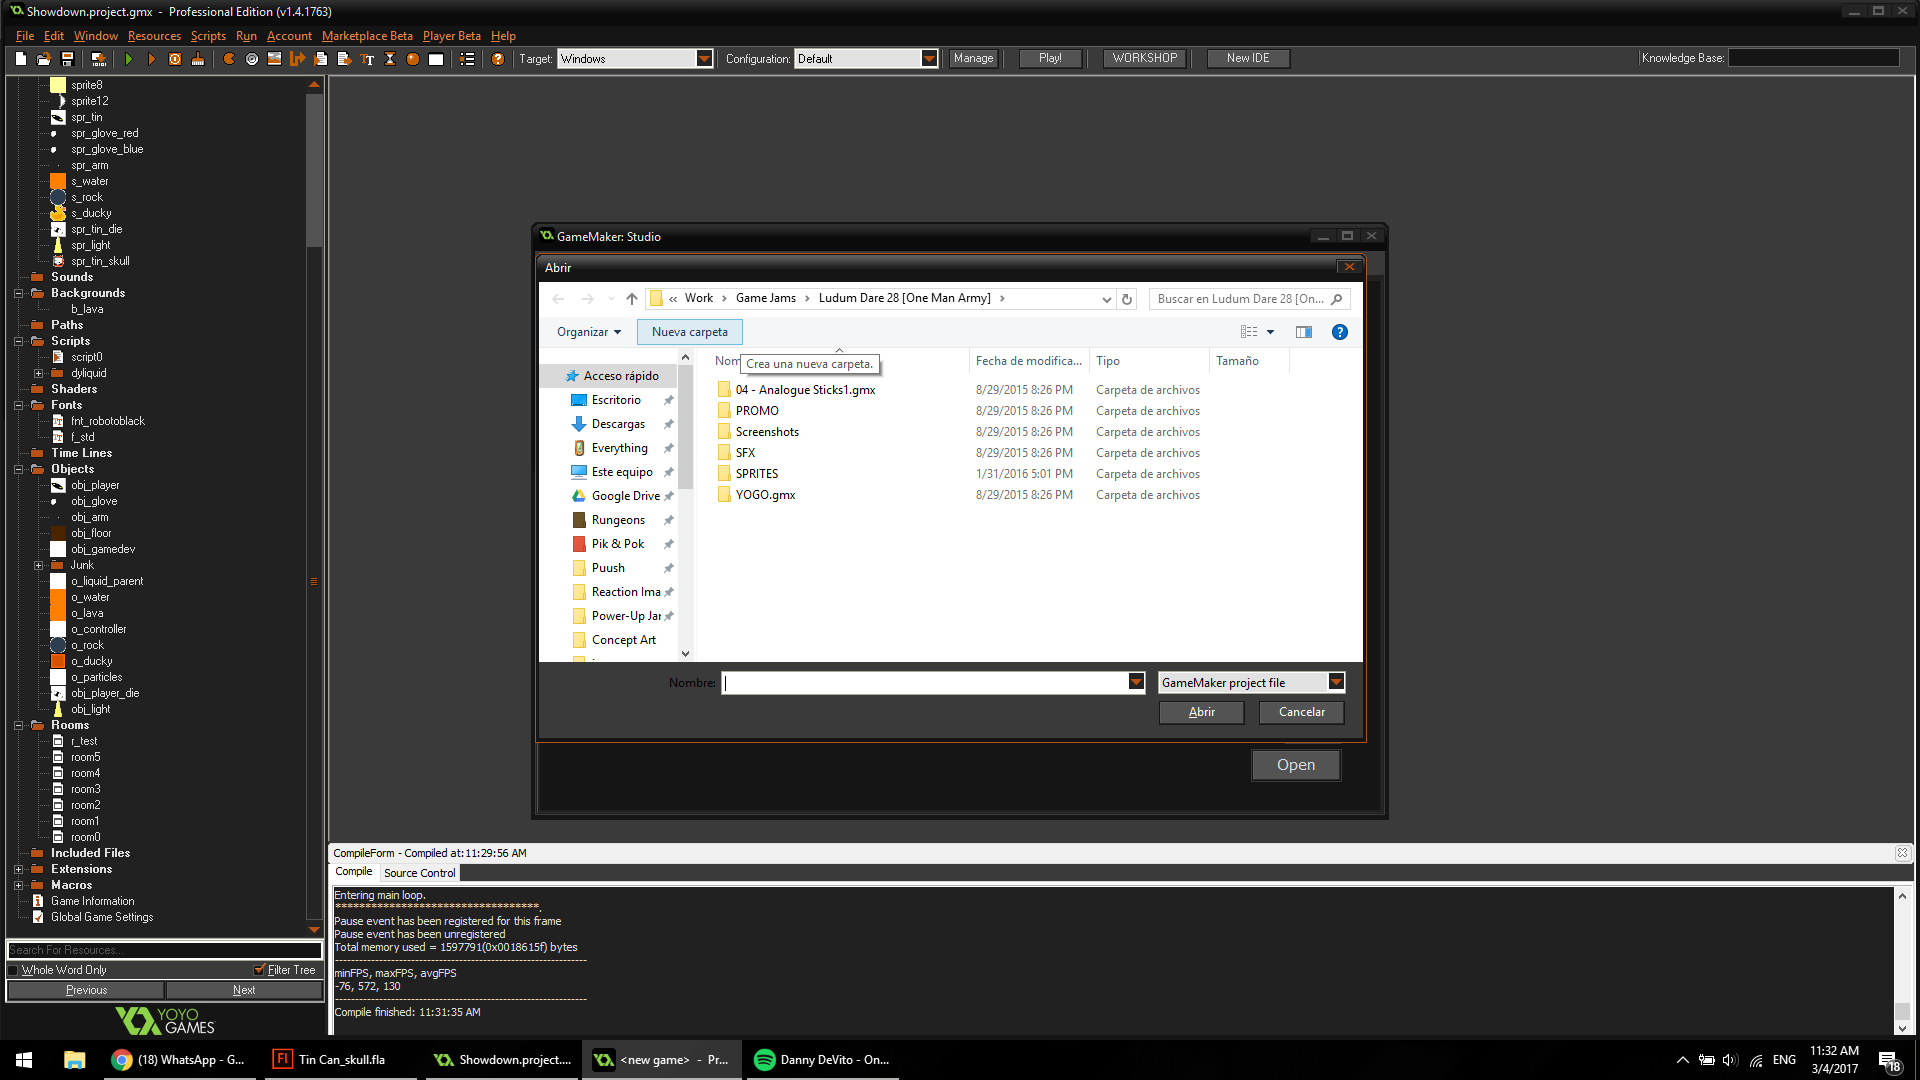 Showdown.project.gmx - Professional Edition (v1.4.1763)
File Edit Window Resources Scripts Run Account Marketplace Beta Player Beta Help
Target: Windows Configuration: Default Manage Play! WORKSHOP New IDE Knowledge Base:
sprite8
sprite12
spr_tin
spr_glove_red
spr_glove_blue
spr_arm
s_water
s_rock
s_ducky
spr_tin_die
spr_light
spr_tin_skull
Sounds
Backgrounds
b_lava
Paths
Scripts
script0
dyliquid
Shaders
Fonts
fnt_robotoblack
f_std
Time Lines
Objects
obj_player
obj_glove
obj_arm
obj_floor
obj_gamedev
Junk
o_liquid_parent
o_water
o_lava
o_controller
o_rock
o_ducky
o_particles
obj_player_die
obj_light
Rooms
r_test
room5
room4
room3
room2
room1
room0
Included Files
Extensions
Macros
Game Information
Global Game Settings
Search For Resources...
Whole Word Only Filter Tree
Previous Next
YOYO GAMES
GameMaker: Studio
Abrir
« Work > Game Jams > Ludum Dare 28 [One Man Army] >
Buscar en Ludum Dare 28 [On...
Organizar Nueva carpeta
Crea una nueva carpeta.
Fecha de modifica... Tipo Tamaño
Acceso rápido
Escritorio
Descargas
Everything
Este equipo
Google Drive
Rungeons
Pik & Pok
Puush
Reaction Ima
Power-Up Jar
Concept Art
04 - Analogue Sticks1.gmx 8/29/2015 8:26 PM Carpeta de archivos
PROMO 8/29/2015 8:26 PM Carpeta de archivos
Screenshots 8/29/2015 8:26 PM Carpeta de archivos
SFX 8/29/2015 8:26 PM Carpeta de archivos
SPRITES 1/31/2016 5:01 PM Carpeta de archivos
YOGO.gmx 8/29/2015 8:26 PM Carpeta de archivos
Nombre: GameMaker project file
Abrir Cancelar
Open
CompileForm - Compiled at:11:29:56 AM
Compile Source Control
Entering main loop.
***********************************.
Pause event has been registered for this frame
Pause event has been unregistered
Total memory used = 1597791(0x0018615f) bytes
minFPS, maxFPS, avgFPS
-76, 572, 130
Compile finished: 11:31:35 AM
(18) WhatsApp - G...
Tin Can_skull.fla
Showdown.project....
<new game> - Pr...
Danny DeVito - On...
ENG
11:32 AM
3/4/2017
18